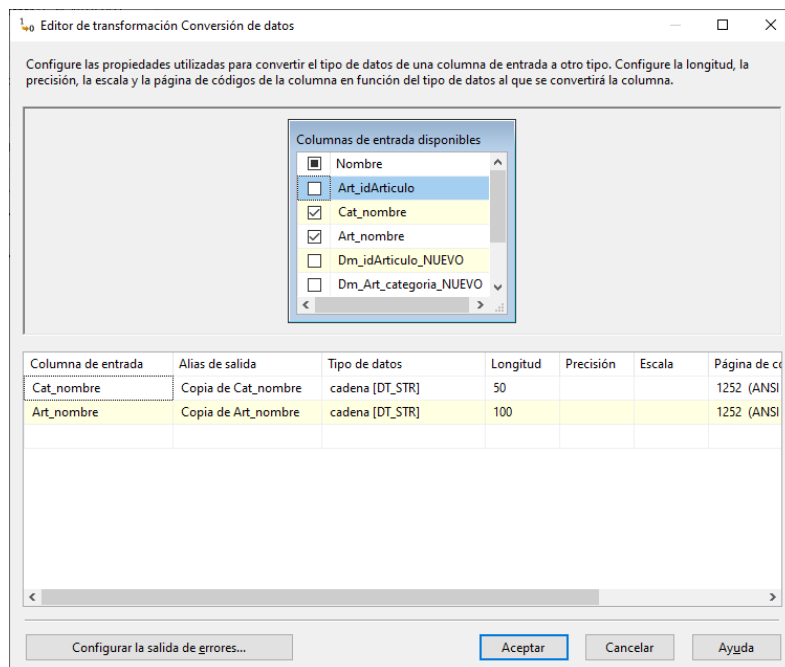 Editor de transformación Conversión de datos
Configure las propiedades utilizadas para convertir el tipo de datos de una columna de entrada a otro tipo. Configure la longitud, la
precisión, la escala y la página de códigos de la columna en función del tipo de datos al que se convertirá la columna.
Columnas de entrada disponibles
Nombre
Art_idArticulo
Cat_nombre
Art_nombre
Dm_idArticulo_NUEVO
Dm_Art_categoria_NUEVO
Columna de entrada Alias de salida Tipo de datos Longitud Precisión Escala Página de có
Cat_nombre Copia de Cat_nombre cadena [DT_STR] 50 1252 (ANSI
Art_nombre Copia de Art_nombre cadena [DT_STR] 100 1252 (ANSI
Configurar la salida de errores... Aceptar Cancelar Ayuda